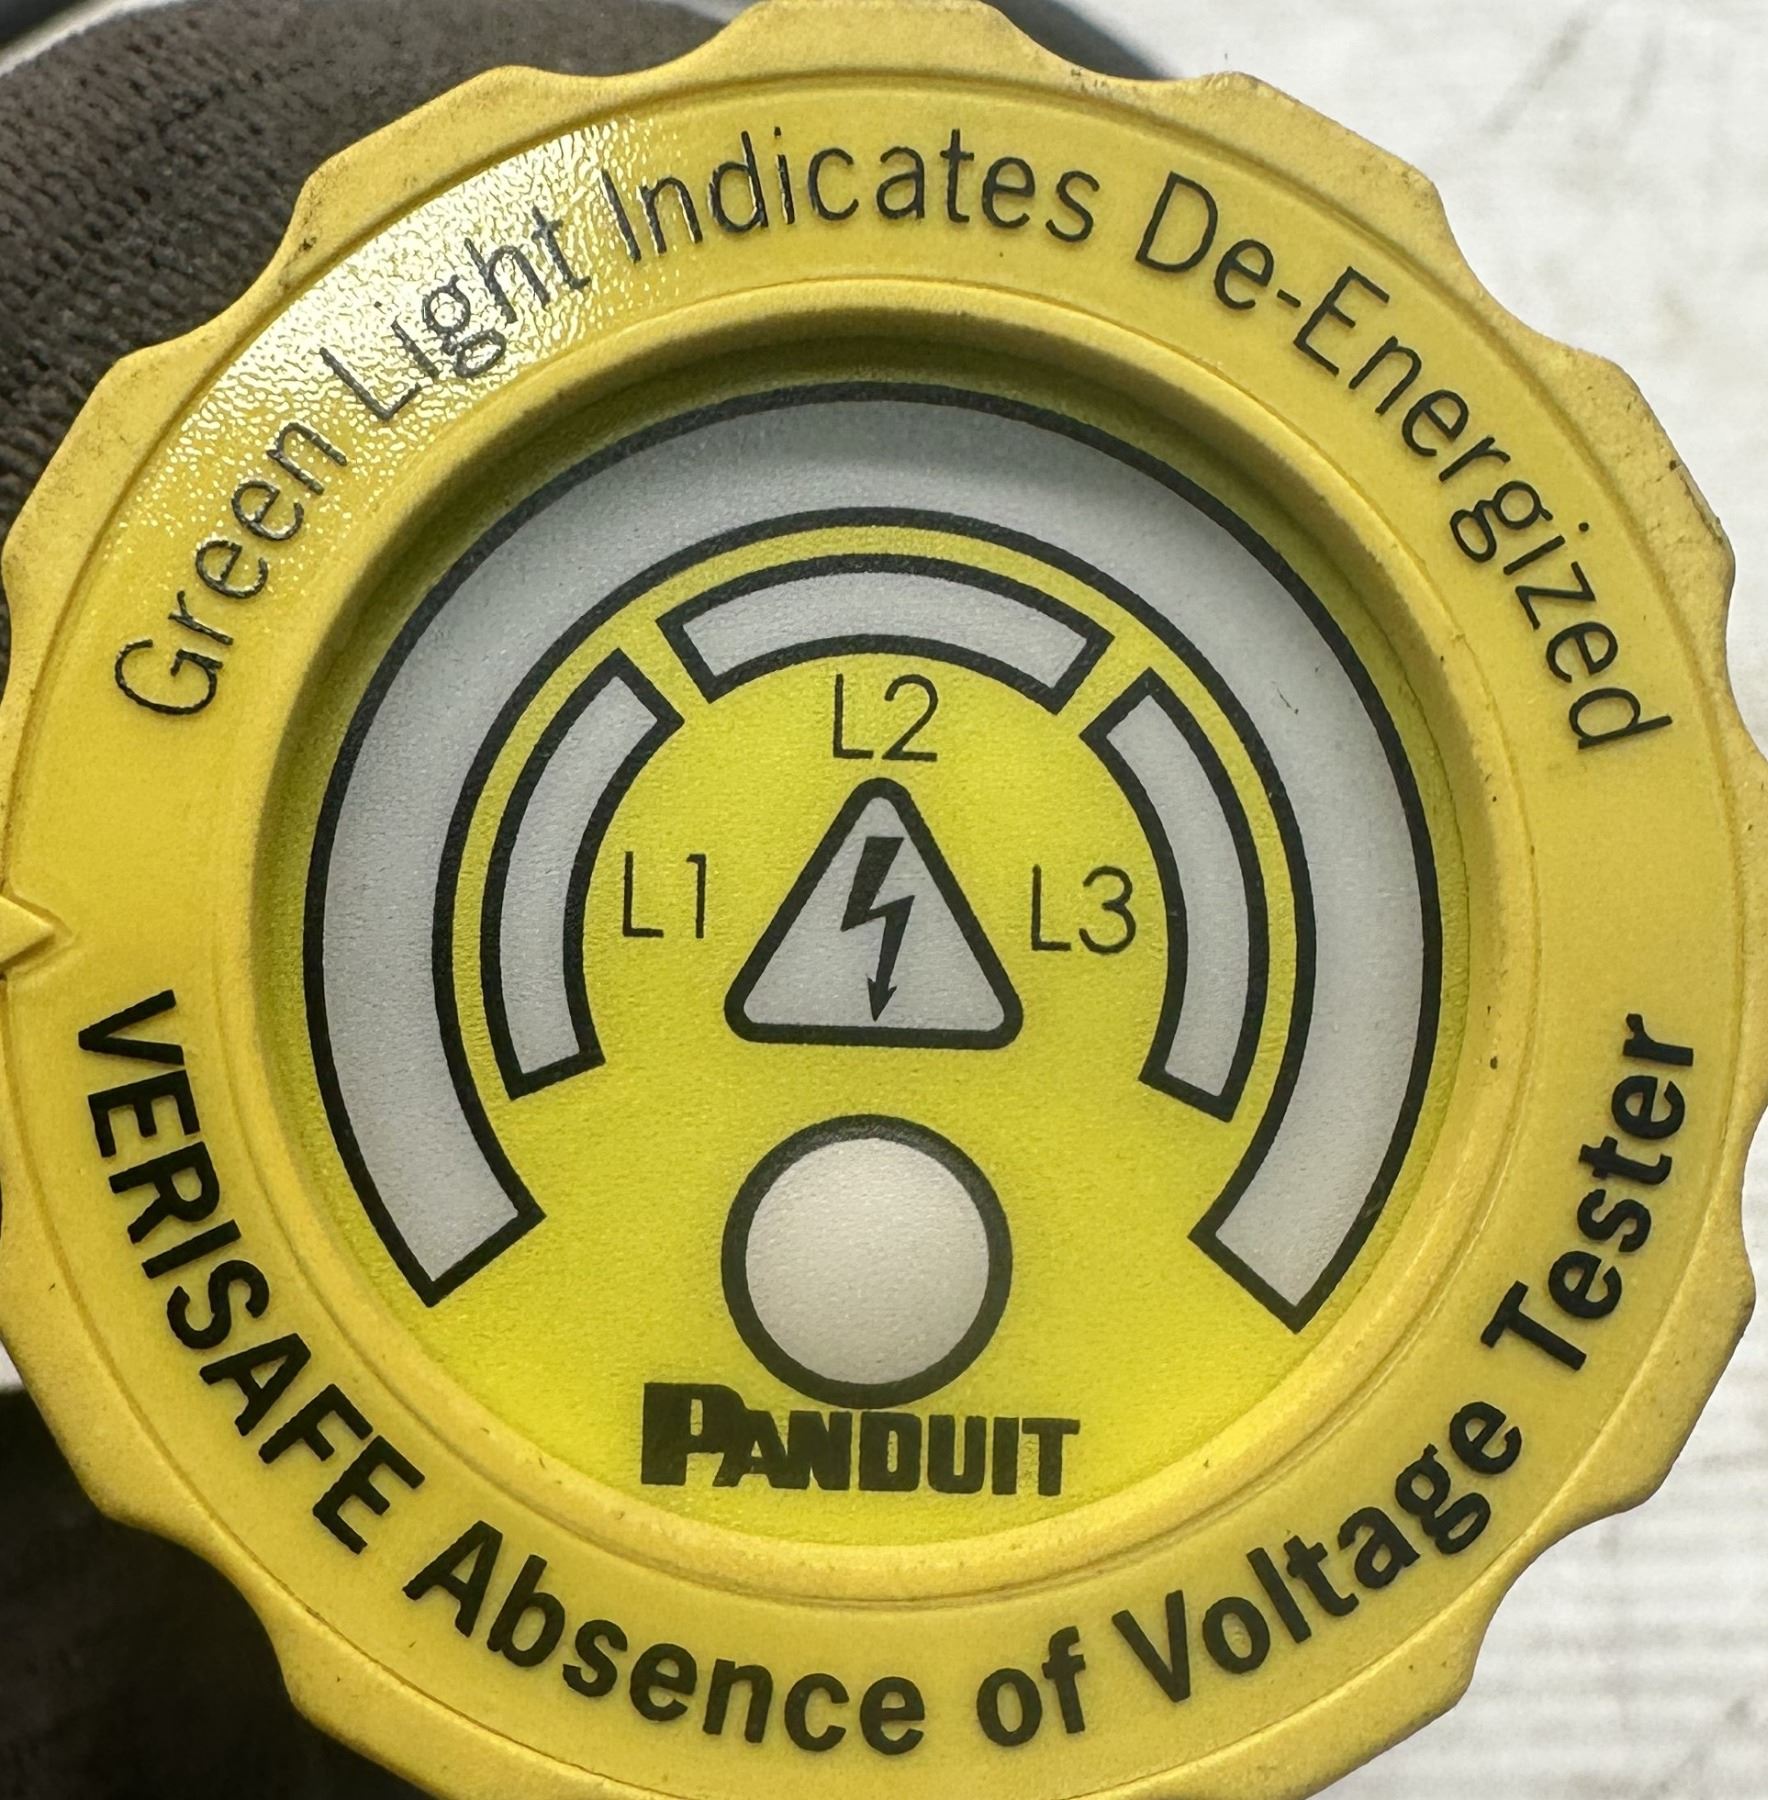 Green Light Indicates De-Energized
L2
L1
L3
PANDUIT
VERISAFE Absence of Voltage Tester